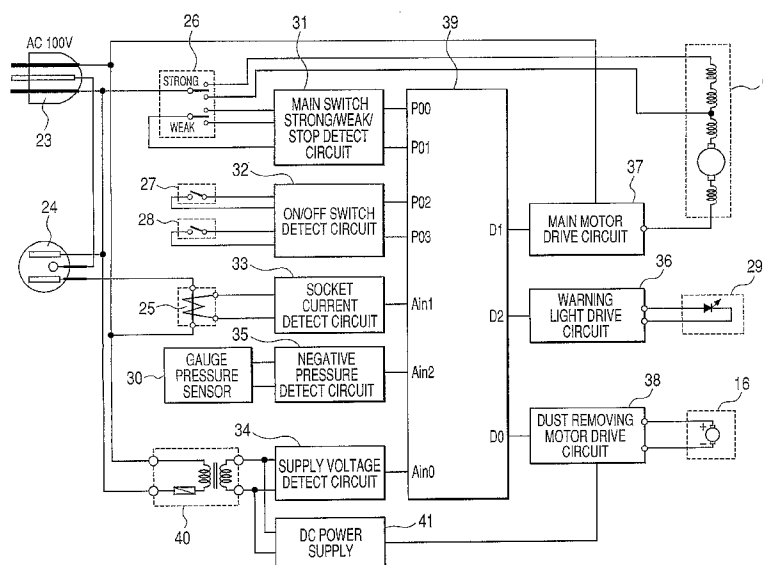 26
31
39
AC 100V
STRONG
WEAK
23
MAIN SWITCH
STRONG/WEAK/
STOP DETECT
CIRCUIT
P00
P01
32
27
28
ON/OFF SWITCH
DETECT CIRCUIT
P02
P03
37
D1
MAIN MOTOR
DRIVE CIRCUIT
24
33
25
SOCKET
CURRENT
DETECT CIRCUIT
Ain1
36
D2
WARNING
LIGHT DRIVE
CIRCUIT
29
35
GAUGE
PRESSURE
SENSOR
30
NEGATIVE
PRESSURE
DETECT CIRCUIT
Ain2
38
16
D0
DUST REMOVING
MOTOR DRIVE
CIRCUIT
+
−
34
SUPPLY VOLTAGE
DETECT CIRCUIT
Ain0
40
41
DC POWER
SUPPLY